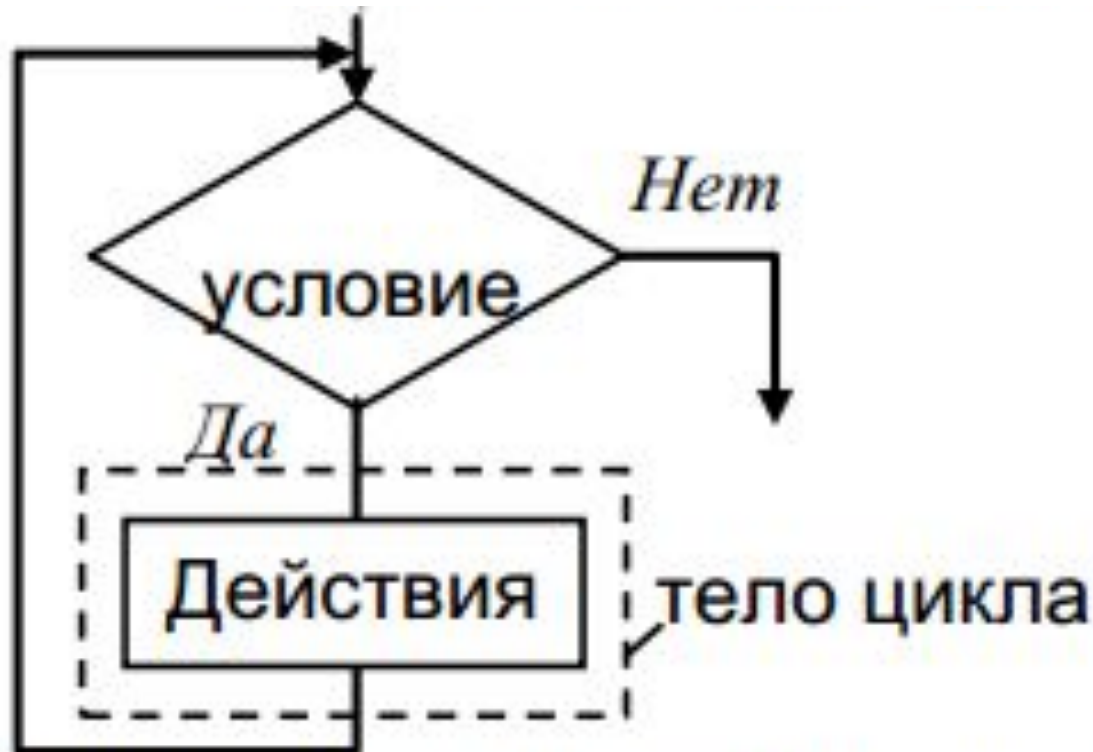 Нет
условие
Да
Действия
тело цикла